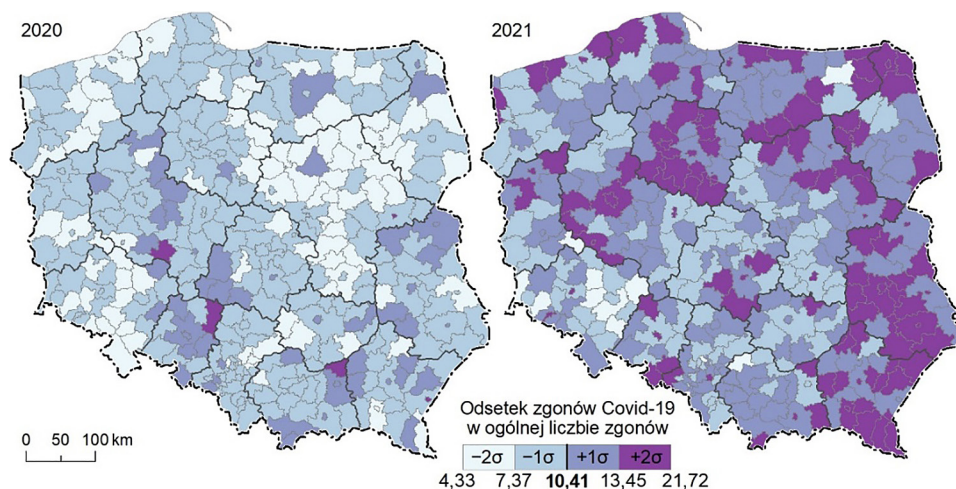 2020
2021
0 50 100 km
Odsetek zgonów Covid-19
w ogólnej liczbie zgonów
−2σ −1σ +1σ +2σ
4,33 7,37 10,41 13,45 21,72